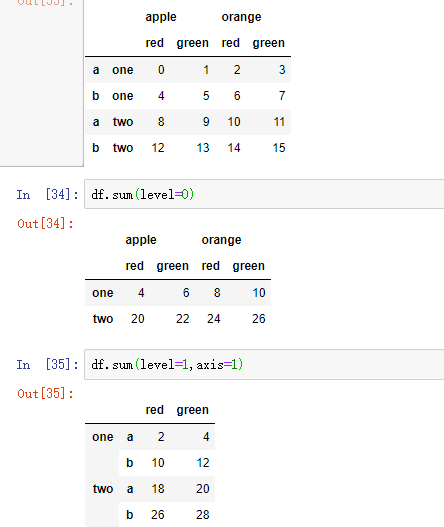 Out[33]:
apple orange
red green red green
a one 0 1 2 3
b one 4 5 6 7
a two 8 9 10 11
b two 12 13 14 15
In [34]: df.sum(level=0)
Out[34]:
apple orange
red green red green
one 4 6 8 10
two 20 22 24 26
In [35]: df.sum(level=1,axis=1)
Out[35]:
red green
one a 2 4
b 10 12
two a 18 20
b 26 28